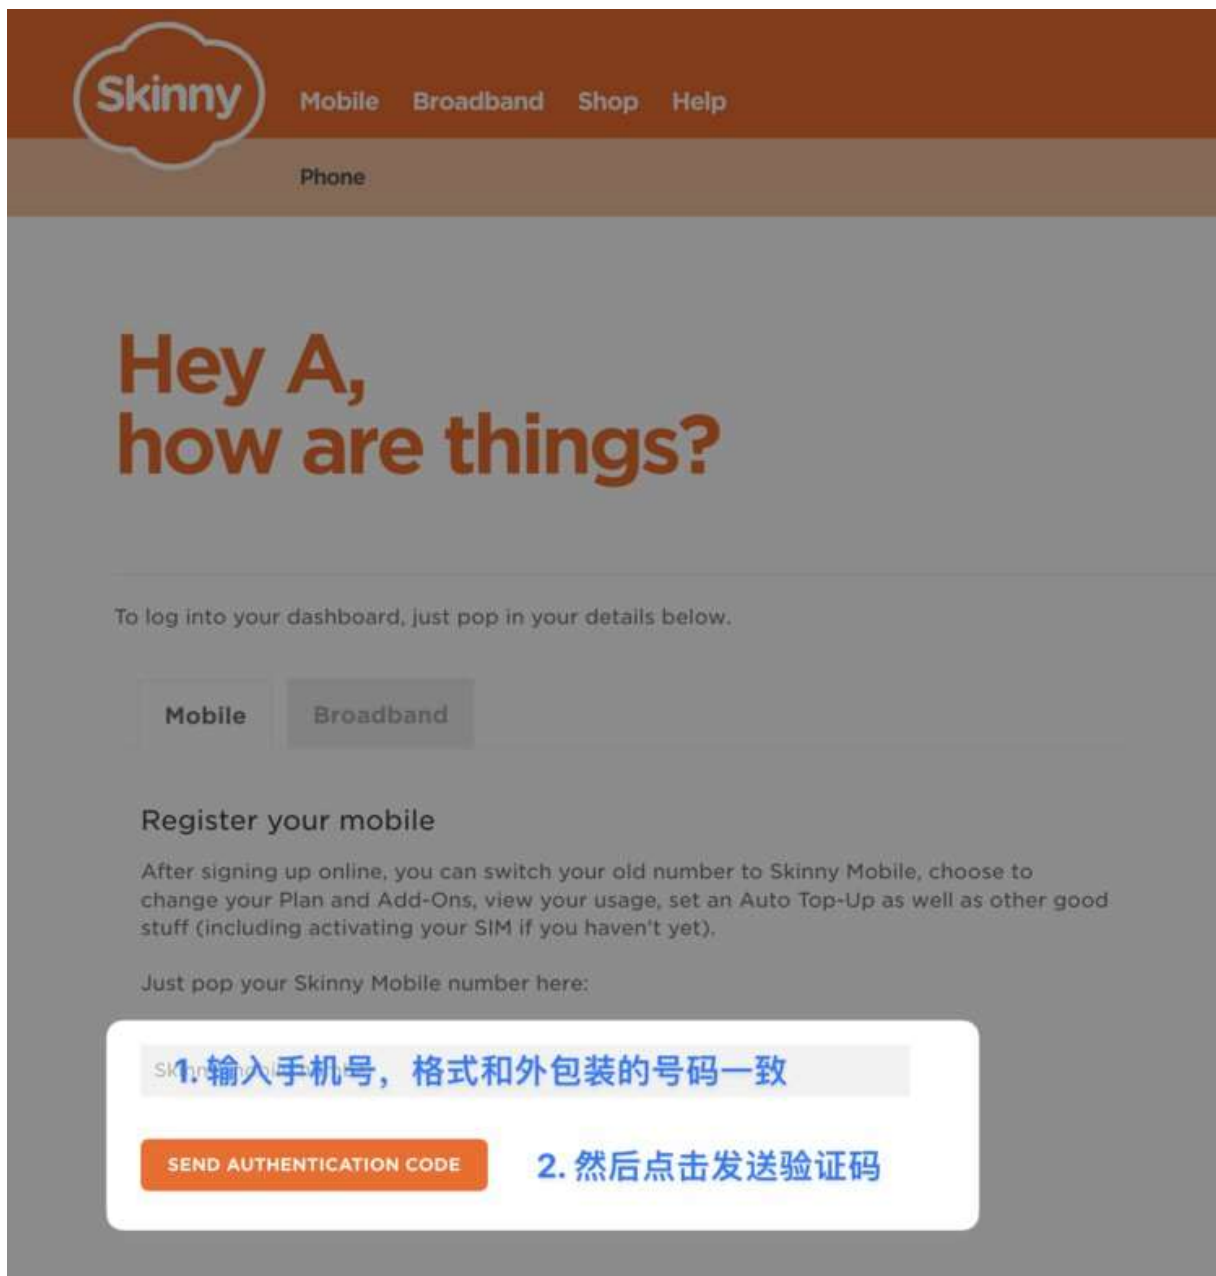 Skinny
Mobile Broadband Shop Help
Phone
Hey A,
how are things?
To log into your dashboard, just pop in your details below.
Mobile Broadband
Register your mobile
After signing up online, you can switch your old number to Skinny Mobile, choose to
change your Plan and Add-Ons, view your usage, set an Auto Top-Up as well as other good
stuff (including activating your SIM if you haven't yet).
Just pop your Skinny Mobile number here:
1. 输入手机号，格式和外包装的号码一致
SEND AUTHENTICATION CODE 2. 然后点击发送验证码